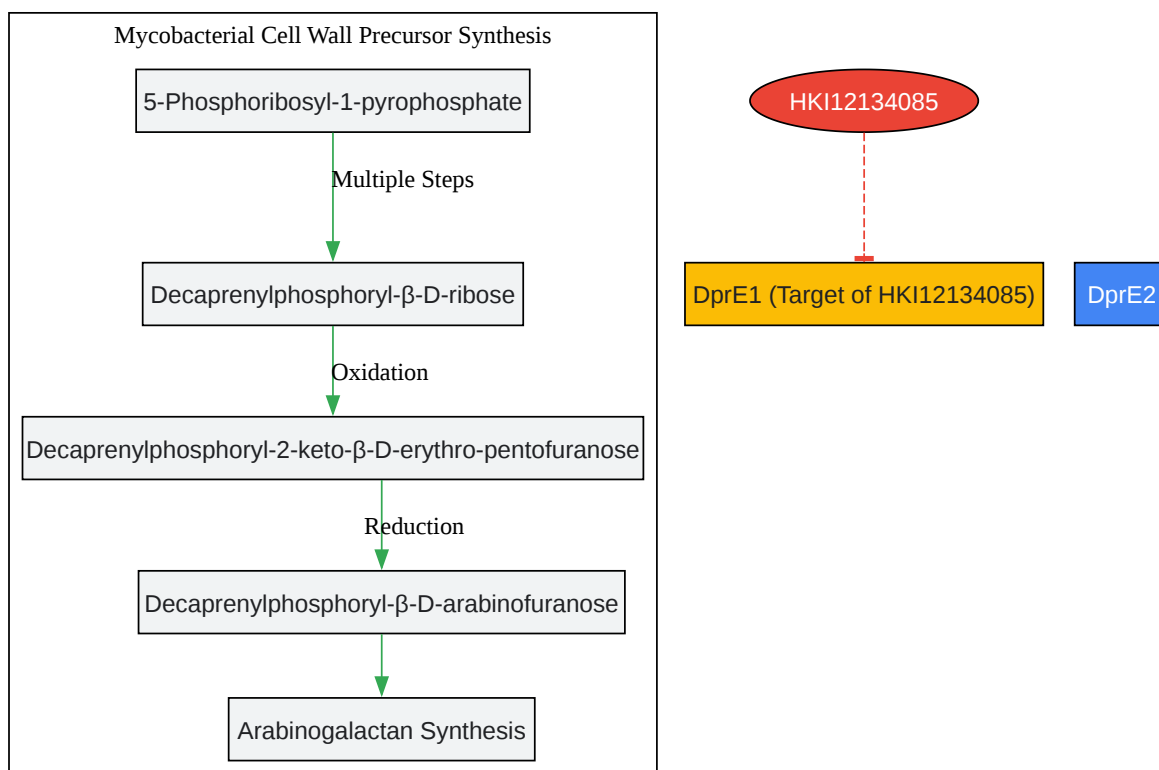 Mycobacterial Cell Wall Precursor Synthesis
5-Phosphoribosyl-1-pyrophosphate
Multiple Steps
Decaprenylphosphoryl-β-D-ribose
Oxidation
Decaprenylphosphoryl-2-keto-β-D-erythro-pentofuranose
Reduction
Decaprenylphosphoryl-β-D-arabinofuranose
Arabinogalactan Synthesis
HKI12134085
DprE1 (Target of HKI12134085)
DprE2